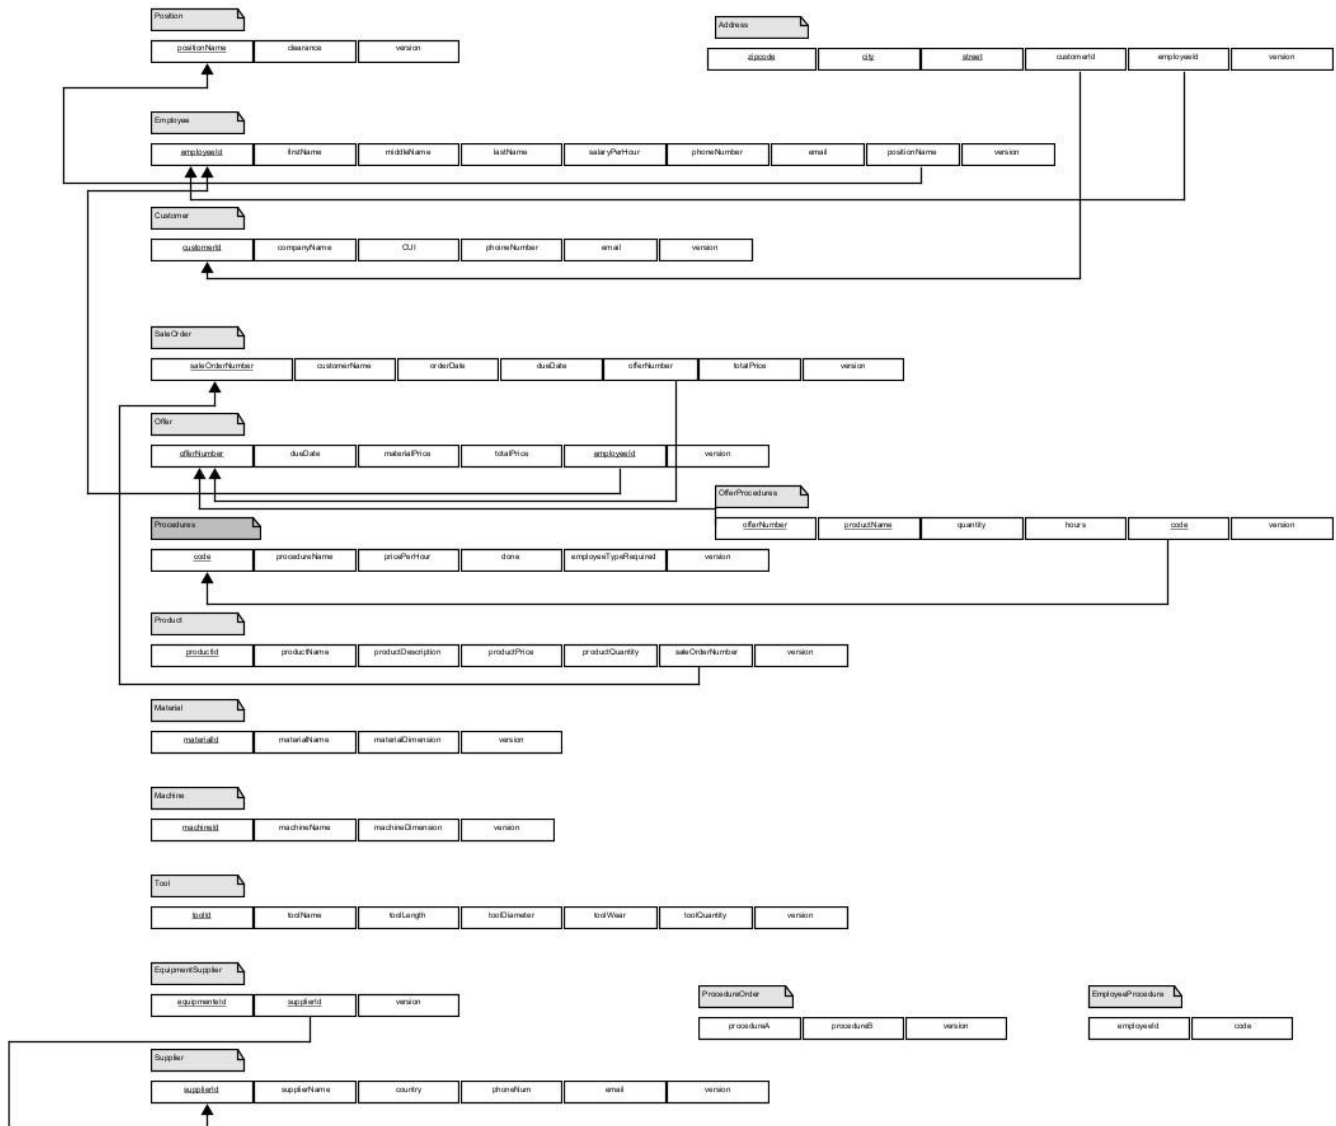 Position
positionName clearance version
Address
zipcode city street customerId employeeId version
Employee
employeeId firstName middleName lastName salaryPerHour phoneNumber email positionName version
Customer
customerId companyName CUI phoineNumber email version
SaleOrder
saleOrderNumber customerName orderDate dueDate offerNumber totalPrice version
Offer
offerNumber dueDate materialPrice totalPrice employeeId version
OfferProcedures
offerNumber productName quantity hours code version
Procedures
code procedureName pricePerHour done employeeTypeRequired version
Product
productId productName productDescription productPrice productQuantity saleOrderNumber version
Material
materialId materialName materialDimension version
Machine
machineId machineName machineDimension version
Tool
toolId toolName toolLength toolDiameter toolWear toolQuantity version
EquipmentSupplier
equipmenteId supplierId version
ProcedureOrder
procedureA procedureB version
EmployeeProcedure
employeeId code
Supplier
supplierId supplierName country phoneNum email version